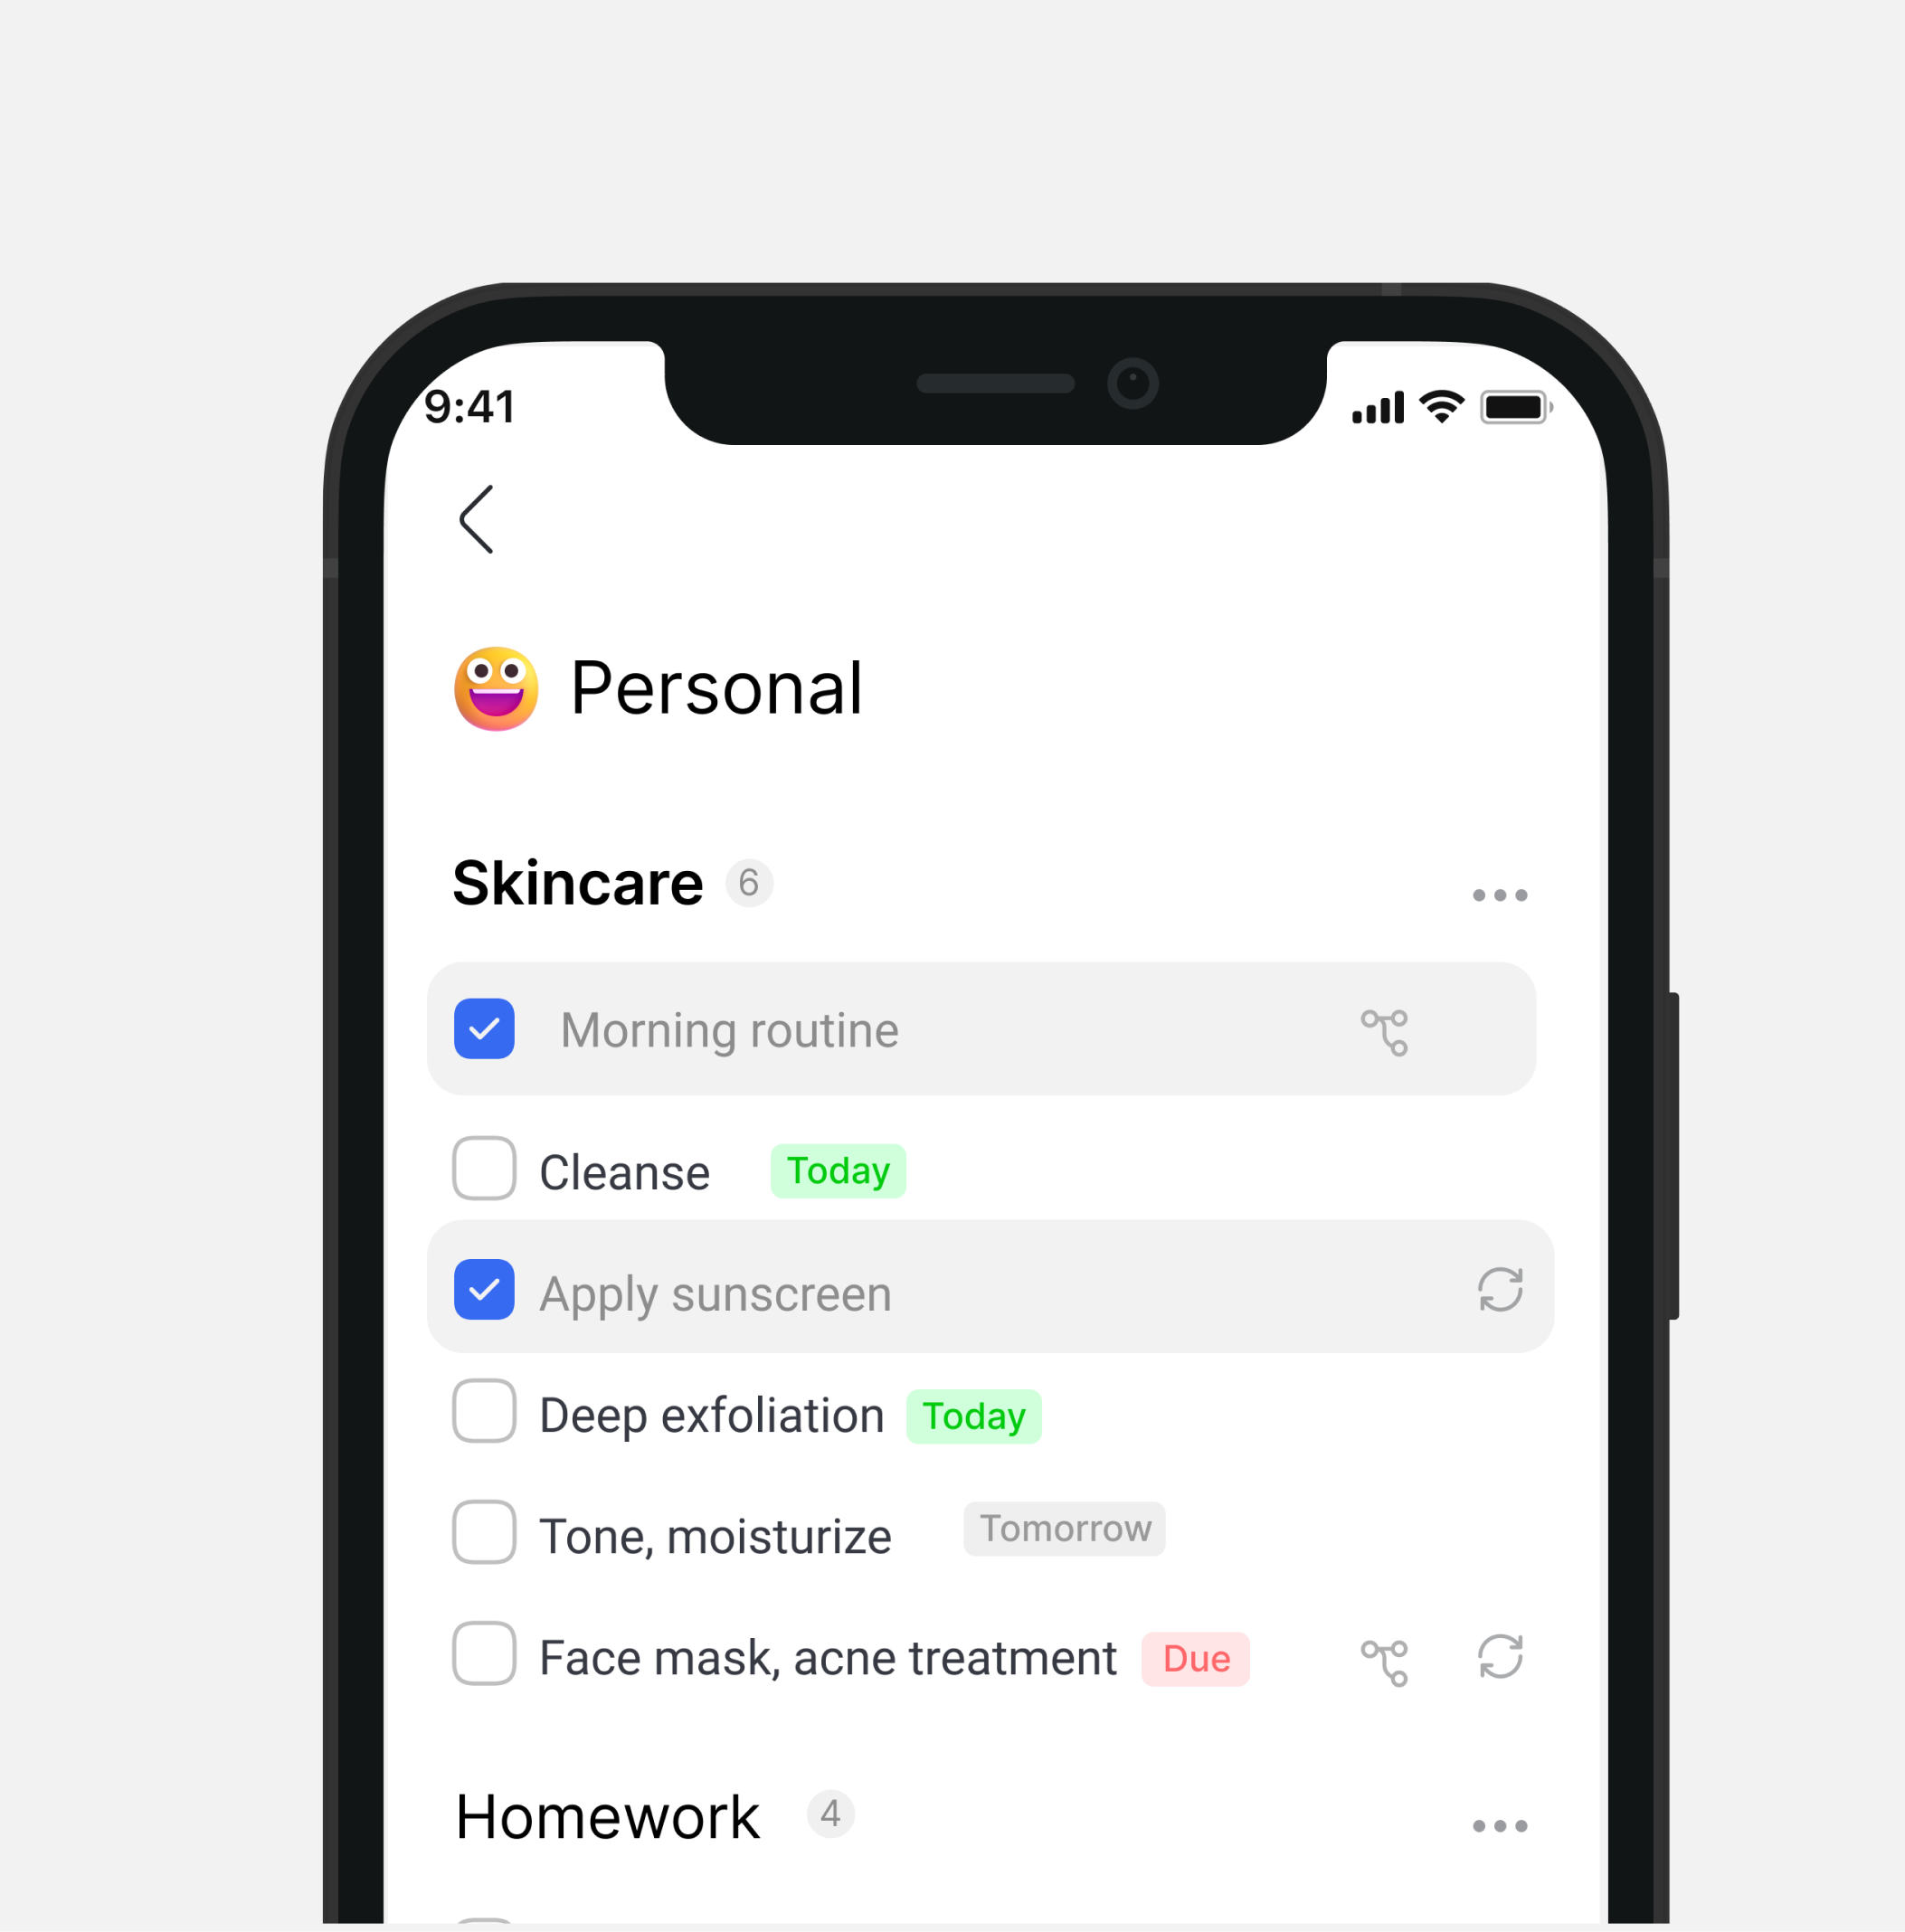 9:41
Personal
Skincare 6
Morning routine
Cleanse Today
Apply sunscreen
Deep exfoliation Today
Tone, moisturize Tomorrow
Face mask, acne treatment Due
Homework 4